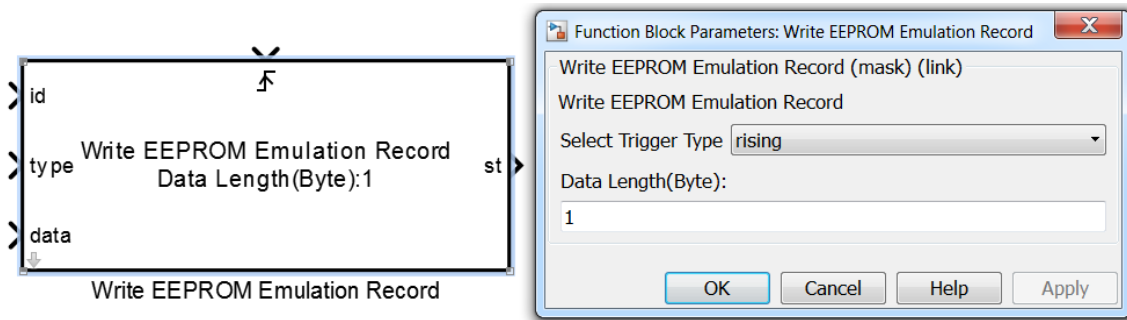 id
type
data
Write EEPROM Emulation Record
Data Length(Byte):1
st
Write EEPROM Emulation Record
Function Block Parameters: Write EEPROM Emulation Record
Write EEPROM Emulation Record (mask) (link)
Write EEPROM Emulation Record
Select Trigger Type rising
Data Length(Byte):
1
OK Cancel Help Apply